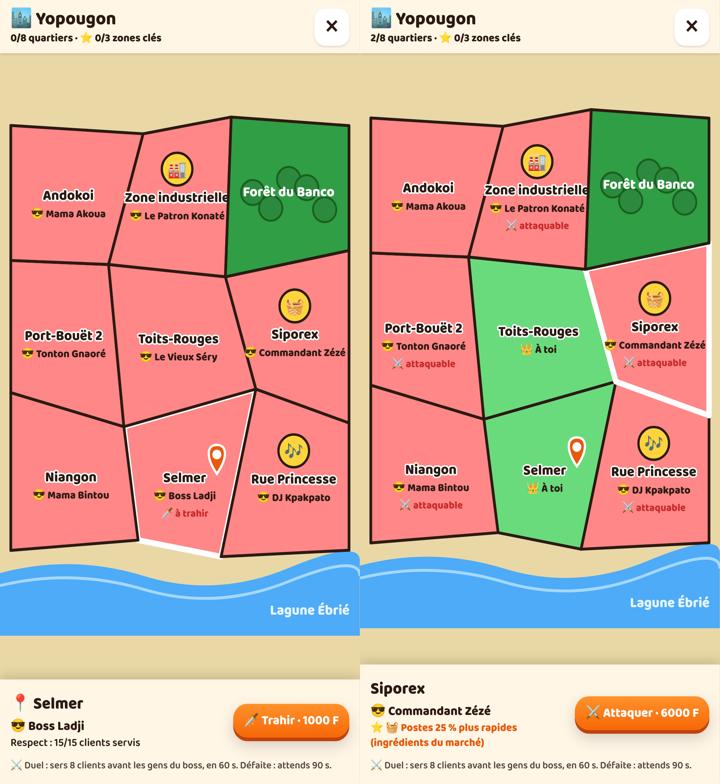 🏙️ Yopougon
0/8 quartiers · ⭐ 0/3 zones clés
×
Andokoi
😎 Mama Akoua
Zone industrielle
😎 Le Patron Konaté
Forêt du Banco
Port-Bouët 2
😎 Tonton Gnaoré
Toits-Rouges
😎 Le Vieux Séry
Siporex
😎 Commandant Zézé
Niangon
😎 Mama Bintou
Selmer
😎 Boss Ladji
🗡️ à trahir
Rue Princesse
😎 DJ Kpakpato
Lagune Ébrié
📍 Selmer
😎 Boss Ladji
Respect : 15/15 clients servis
🗡️ Trahir · 1000 F
⚔️ Duel : sers 8 clients avant les gens du boss, en 60 s. Défaite : attends 90 s.
🏙️ Yopougon
2/8 quartiers · ⭐ 0/3 zones clés
×
Andokoi
😎 Mama Akoua
Zone industrielle
😎 Le Patron Konaté
⚔️ attaquable
Forêt du Banco
Port-Bouët 2
😎 Tonton Gnaoré
⚔️ attaquable
Toits-Rouges
👑 À toi
Siporex
😎 Commandant Zézé
⚔️ attaquable
Niangon
😎 Mama Bintou
⚔️ attaquable
Selmer
👑 À toi
Rue Princesse
😎 DJ Kpakpato
⚔️ attaquable
Lagune Ébrié
Siporex
😎 Commandant Zézé
⭐ 🧺 Postes 25 % plus rapides
(ingrédients du marché)
⚔️ Attaquer · 6000 F
⚔️ Duel : sers 8 clients avant les gens du boss, en 60 s. Défaite : attends 90 s.